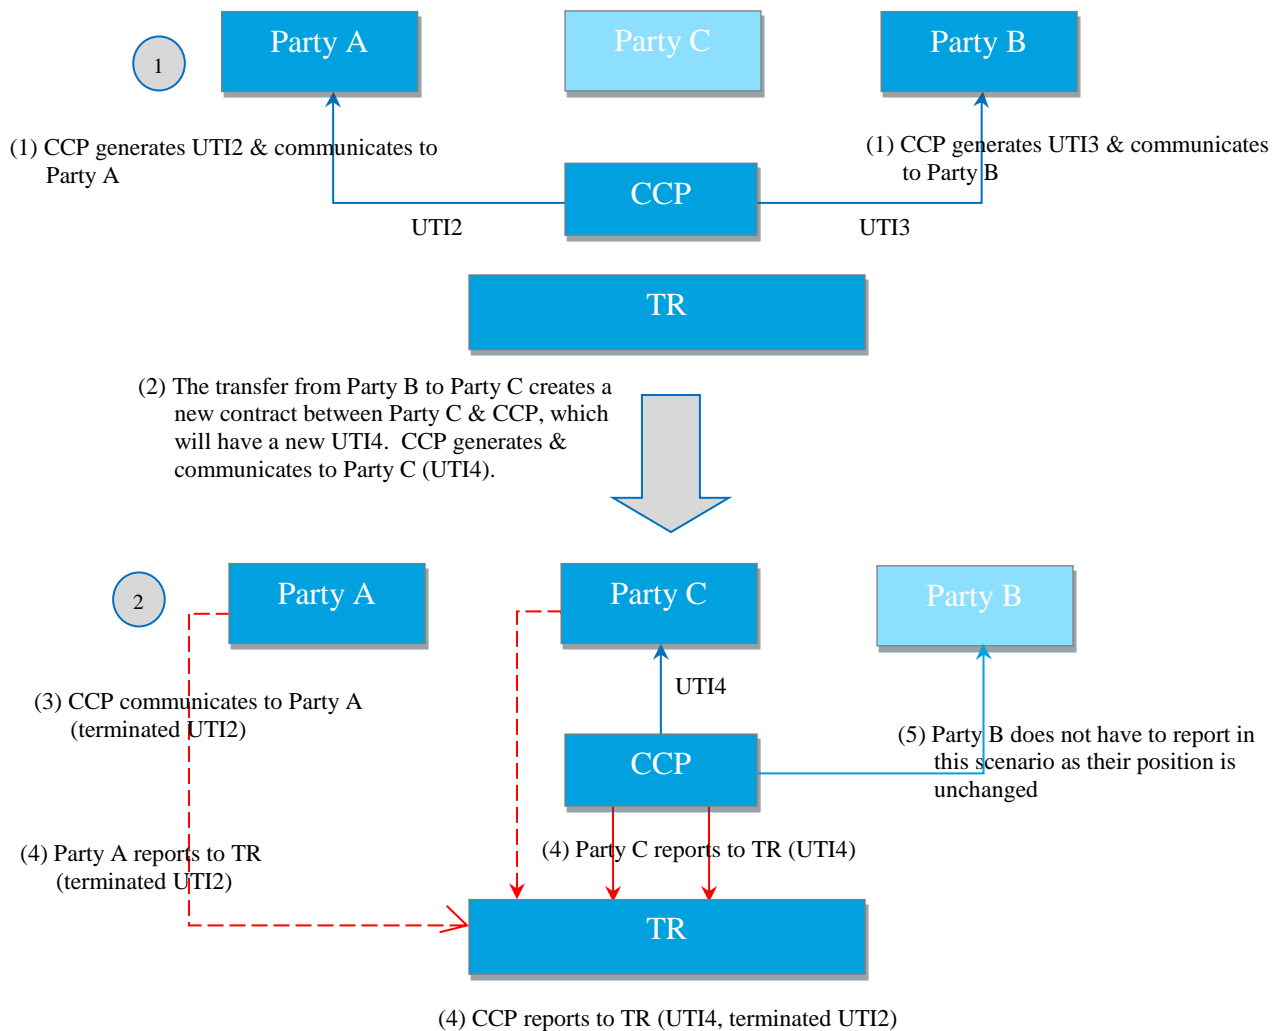 Party A
Party C
Party B
1
(1) CCP generates UTI2 & communicates to
Party A
(1) CCP generates UTI3 & communicates
to Party B
CCP
UTI2
UTI3
TR
(2) The transfer from Party B to Party C creates a
new contract between Party C & CCP, which
will have a new UTI4. CCP generates &
communicates to Party C (UTI4).
2
Party A
Party C
Party B
(3) CCP communicates to Party A
(terminated UTI2)
UTI4
CCP
(5) Party B does not have to report in
this scenario as their position is
unchanged
(4) Party A reports to TR
(terminated UTI2)
(4) Party C reports to TR (UTI4)
TR
(4) CCP reports to TR (UTI4, terminated UTI2)